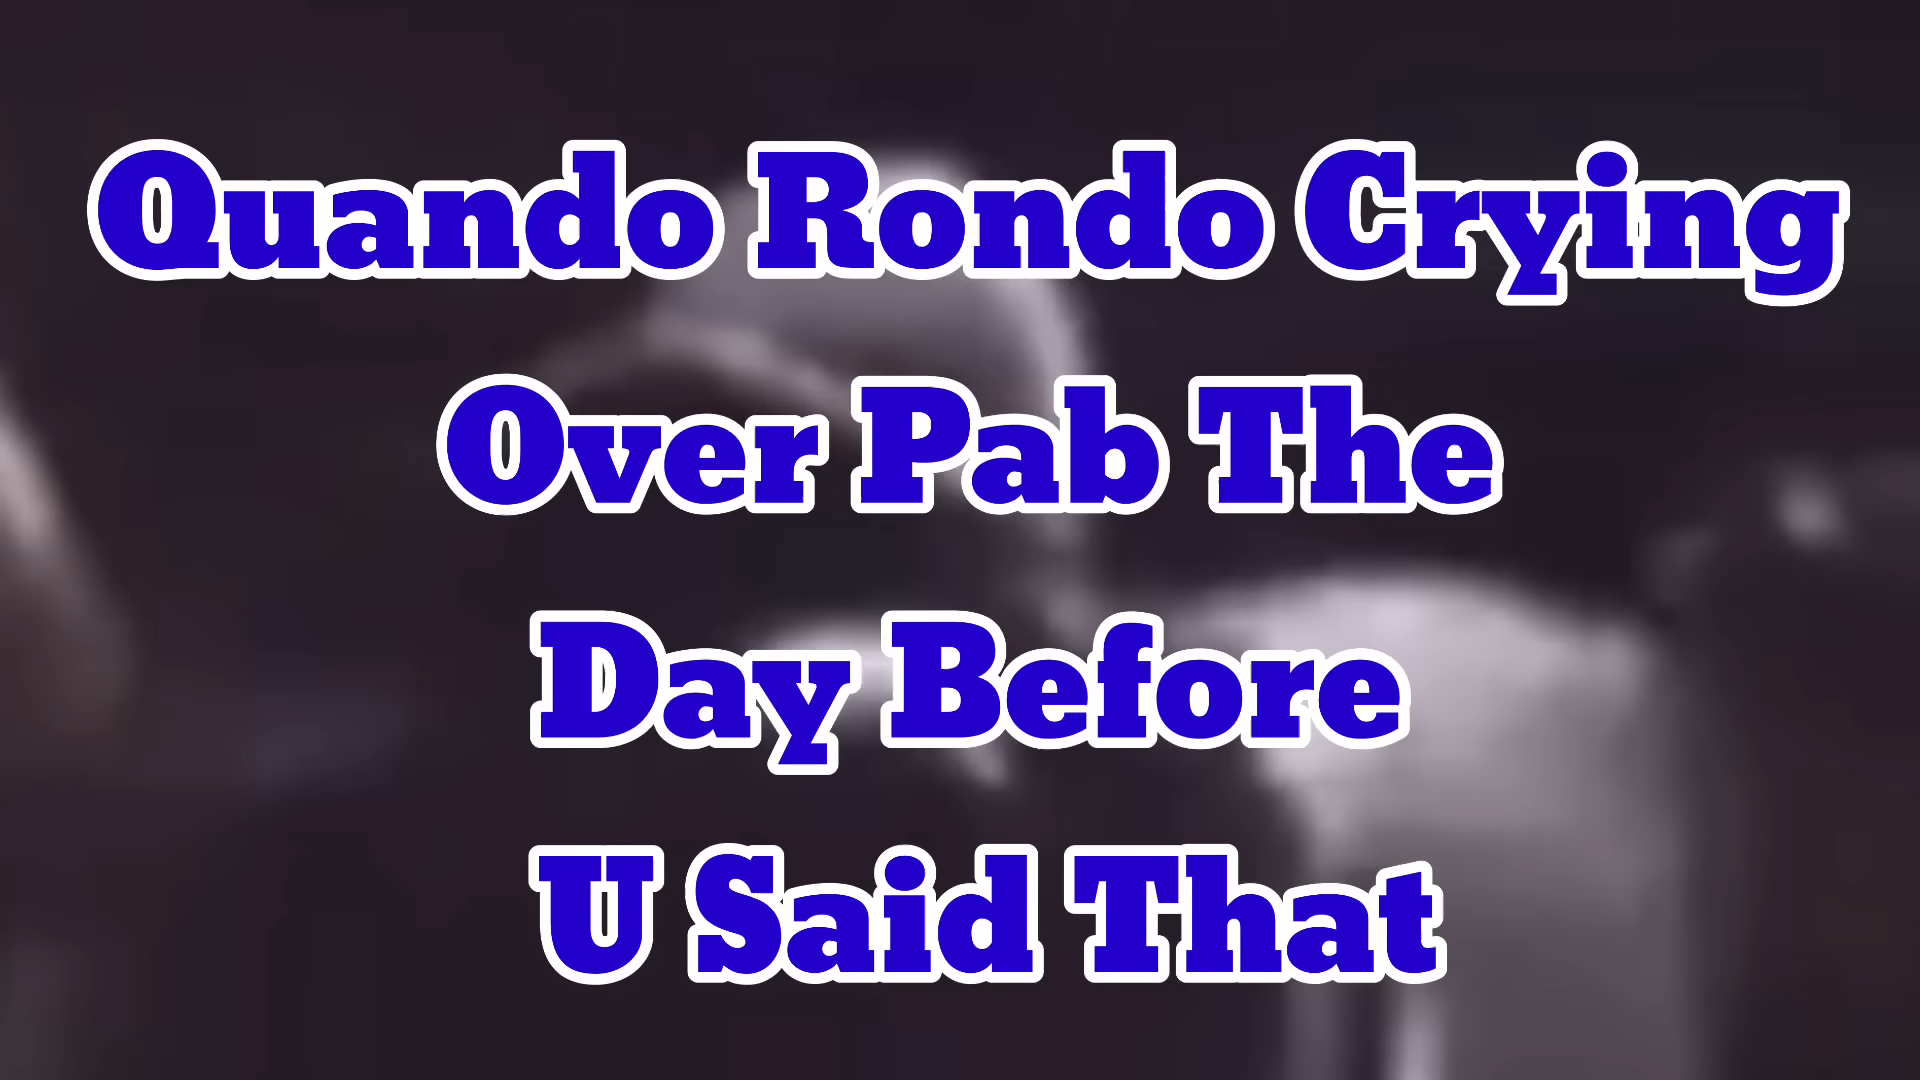 Quando Rondo Crying
Over Pab The
Day Before
U Said That